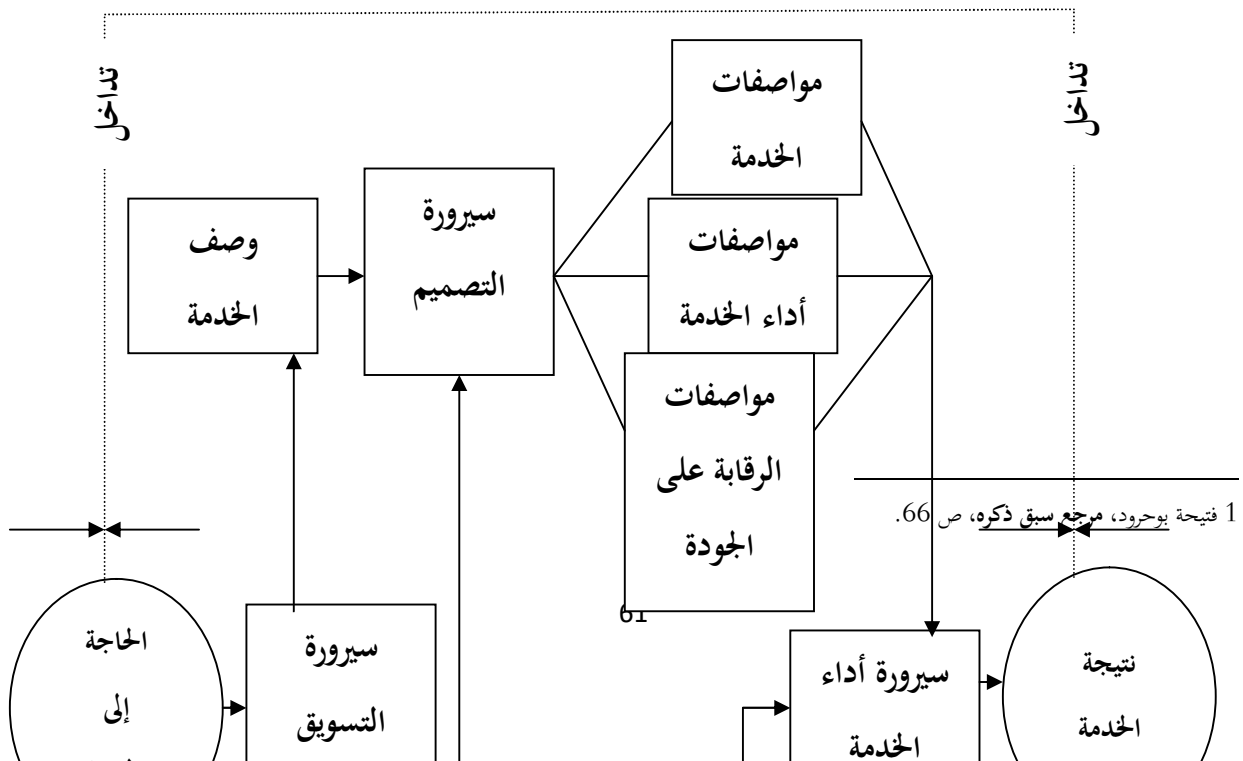 تداخل
تداخل
مواصفات
الخدمة
وصف
الخدمة
سيرورة
التصميم
مواصفات
أداء الخدمة
مواصفات
الرقابة على
الجودة
1 فتيحة بوحرود، مرجع سبق ذكره، ص 66.
61
الحاجة
إلى
سيرورة
التسويق
سيرورة أداء
الخدمة
نتيجة
الخدمة